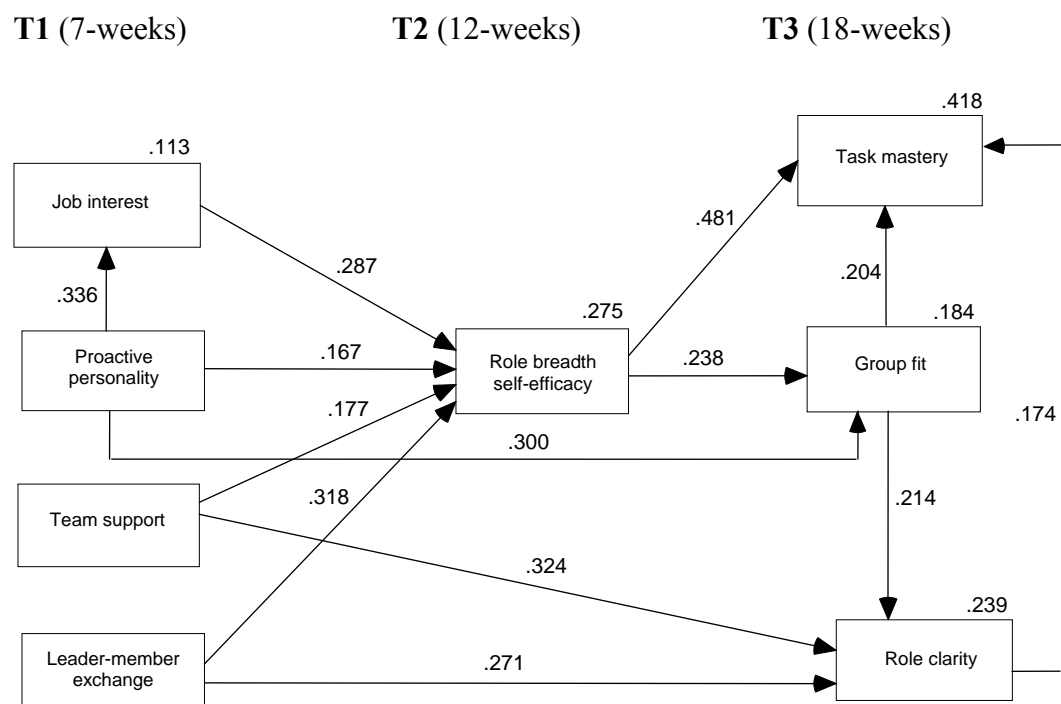 T1 (7-weeks) T2 (12-weeks) T3 (18-weeks)
.418
.113
Task mastery
Job interest
.481
.287
.204
.336
.275
.184
Proactive
personality
.167
Role breadth
self-efficacy
.238
Group fit
.177
.174
.300
.318
.214
Team support
.324
.239
Leader-member
exchange
.271
Role clarity